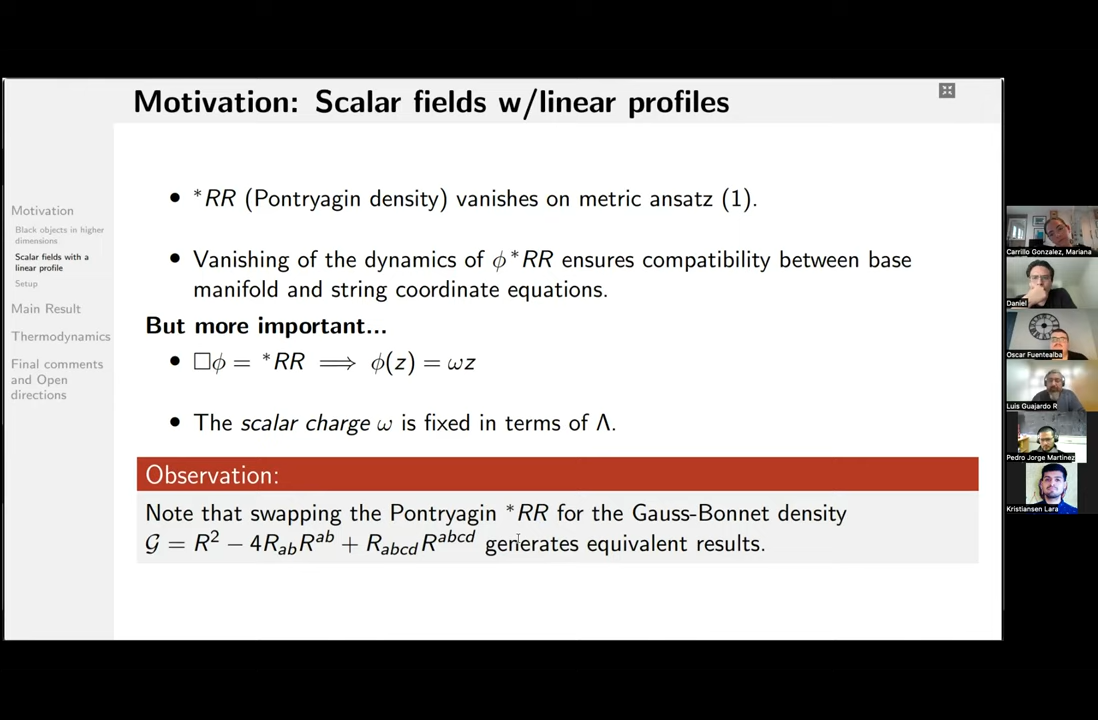 Motivation: Scalar fields w/linear profiles
Motivation
Black objects in higher
dimensions
Scalar fields with a
linear profile
Setup
Main Result
Thermodynamics
Final comments
and Open
directions
• *RR (Pontryagin density) vanishes on metric ansatz (1).
• Vanishing of the dynamics of ϕ*RR ensures compatibility between base
manifold and string coordinate equations.
But more important...
• □ϕ = *RR ⟹ ϕ(z) = ωz
• The scalar charge ω is fixed in terms of Λ.
Observation:
Note that swapping the Pontryagin *RR for the Gauss-Bonnet density
𝒢 = R² − 4R_{ab}R^{ab} + R_{abcd}R^{abcd} generates equivalent results.
Carrillo Gonzalez, Mariana
Daniel
Oscar Fuentealba
Luis Guajardo R
Pedro Jorge Martinez
Kristiansen Lara